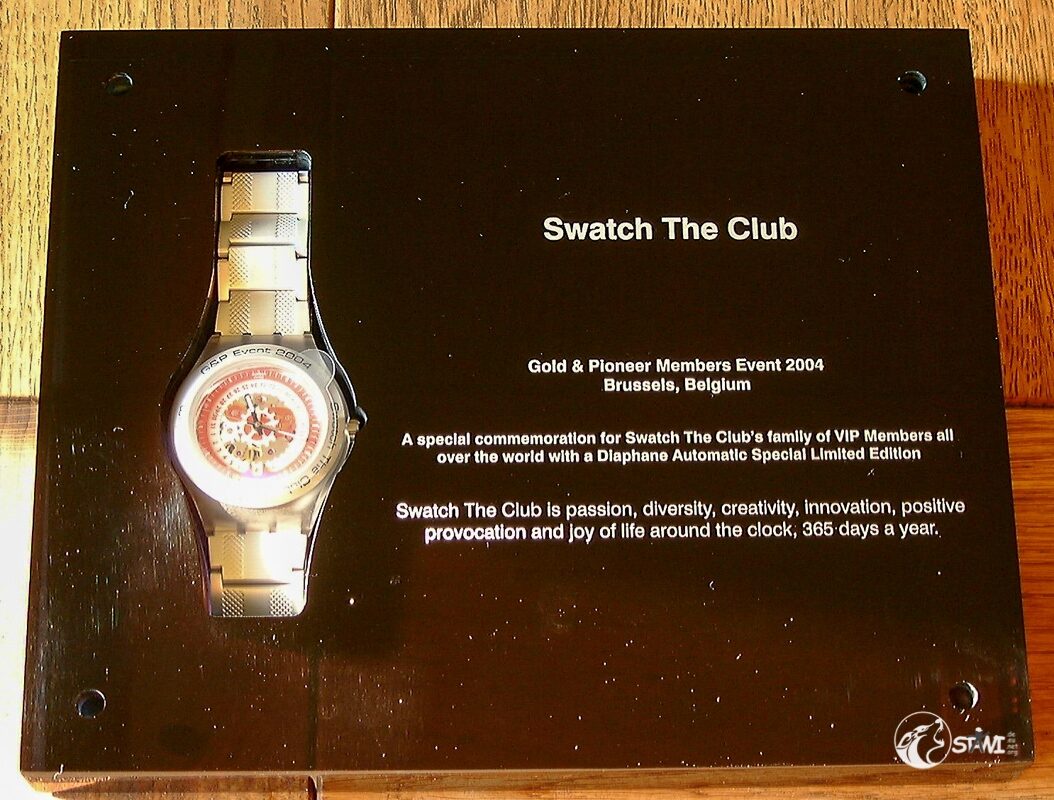 Swatch The Club
Gold & Pioneer Members Event 2004
Brussels, Belgium
A special commemoration for Swatch The Club's family of VIP Members all
over the world with a Diaphane Automatic Special Limited Edition
Swatch The Club is passion, diversity, creativity, innovation, positive
provocation and joy of life around the clock, 365 days a year.
G&P Event 2004
Swatch The Club
STAMI